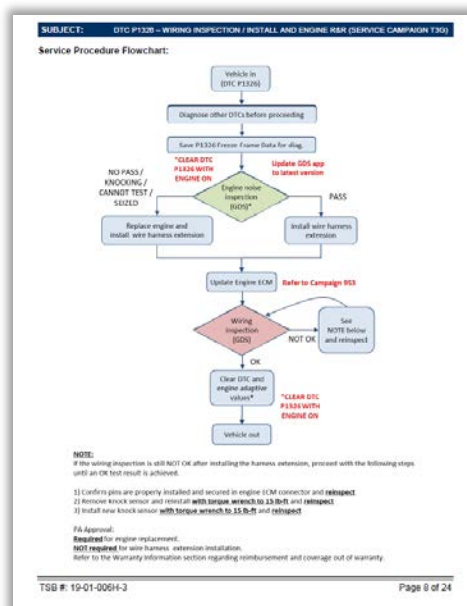 SUBJECT: DTC P1326 – WIRING INSPECTION / INSTALL AND ENGINE R&R (SERVICE CAMPAIGN T3G)
Service Procedure Flowchart:
Vehicle in
(DTC P1326)
Diagnose other DTCs before proceeding
Save P1326 Freeze Frame Data for diag.
*CLEAR DTC
P1326 WITH
ENGINE ON
Update GDS app
to latest version
NO PASS /
KNOCKING /
CANNOT TEST /
SEIZED
Engine noise
inspection
(GDS)*
PASS
Replace engine and
install wire harness extension
Install wire harness
extension
Update Engine ECM
Refer to Campaign 953
Wiring
inspection
(GDS)
NOT OK
See
NOTE below
and reinspect
OK
Clear DTC and
engine adaptive
values*
*CLEAR DTC
P1326 WITH
ENGINE ON
Vehicle out
NOTE:
If the wiring inspection is still NOT OK after installing the harness extension, proceed with the following steps
until an OK test result is achieved.
1) Confirm pins are properly installed and secured in engine ECM connector and reinspect
2) Remove knock sensor and reinstall with torque wrench to 15 lb-ft and reinspect
3) Install new knock sensor with torque wrench to 15 lb-ft and reinspect
PA Approval:
Required for engine replacement.
NOT required for wire harness extension installation.
Refer to the Warranty Information section regarding reimbursement and coverage out of warranty.
TSB #: 19-01-006H-3
Page 8 of 24